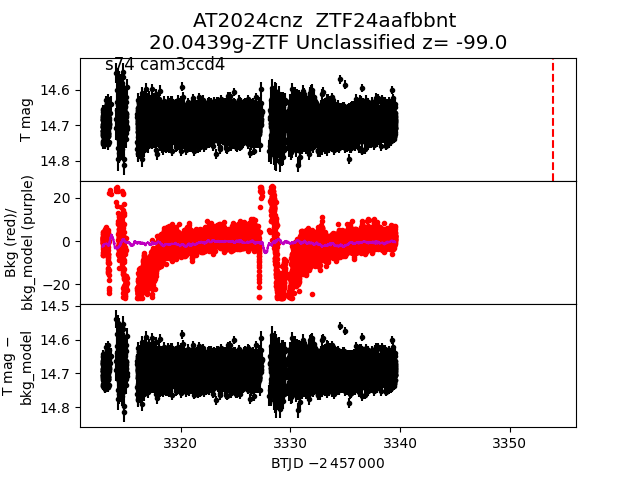 AT2024cnz  ZTF24aafbbnt
20.0439g-ZTF Unclassified z= -99.0
s74 cam3ccd4
14.6
14.7
14.8
T mag
20
0
−20
Bkg (red)/
bkg_model (purple)
14.5
14.6
14.7
14.8
T mag −
bkg_model
3320
3330
3340
3350
BTJD −2 457 000